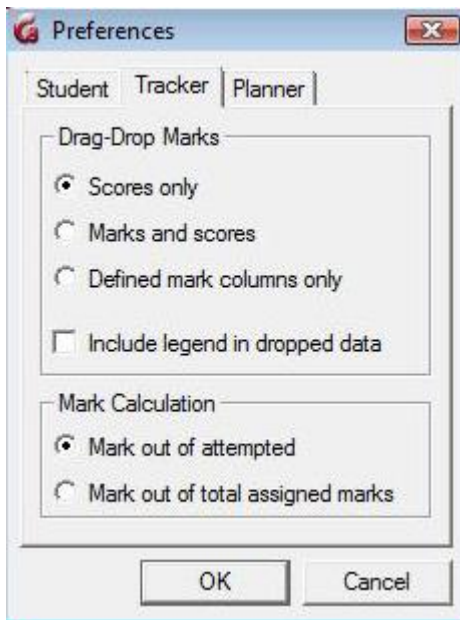 Preferences
Student Tracker Planner
Drag-Drop Marks
Scores only
Marks and scores
Defined mark columns only
Include legend in dropped data
Mark Calculation
Mark out of attempted
Mark out of total assigned marks
OK Cancel